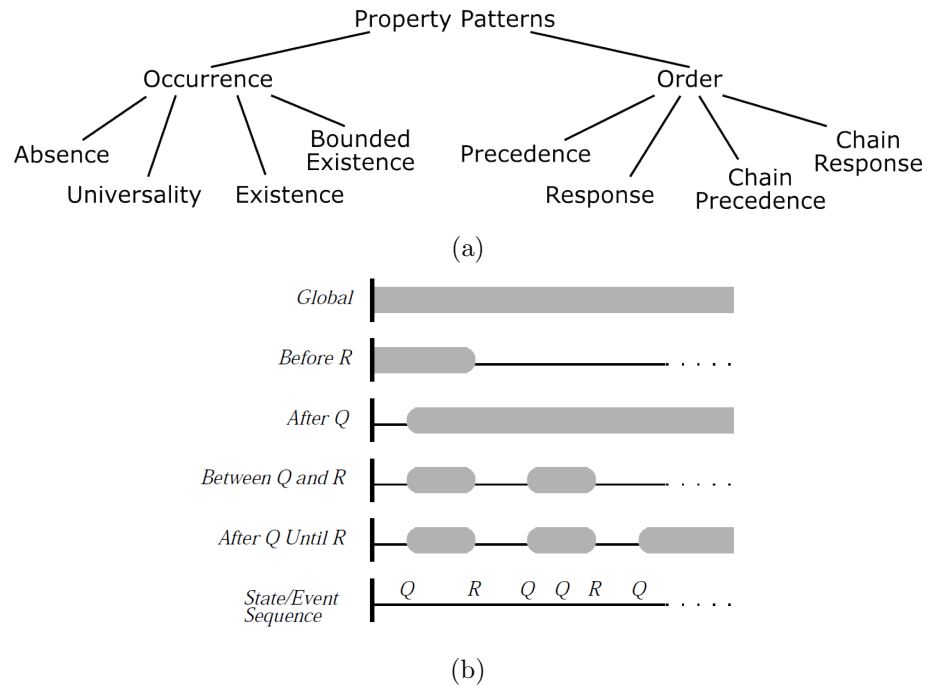 Property Patterns
Occurrence
Order
Absence
Universality
Existence
Bounded
Existence
Precedence
Response
Chain
Precedence
Chain
Response
(a)
Global
Before R
After Q
Between Q and R
After Q Until R
State/Event
Sequence
Q R Q Q R Q
(b)